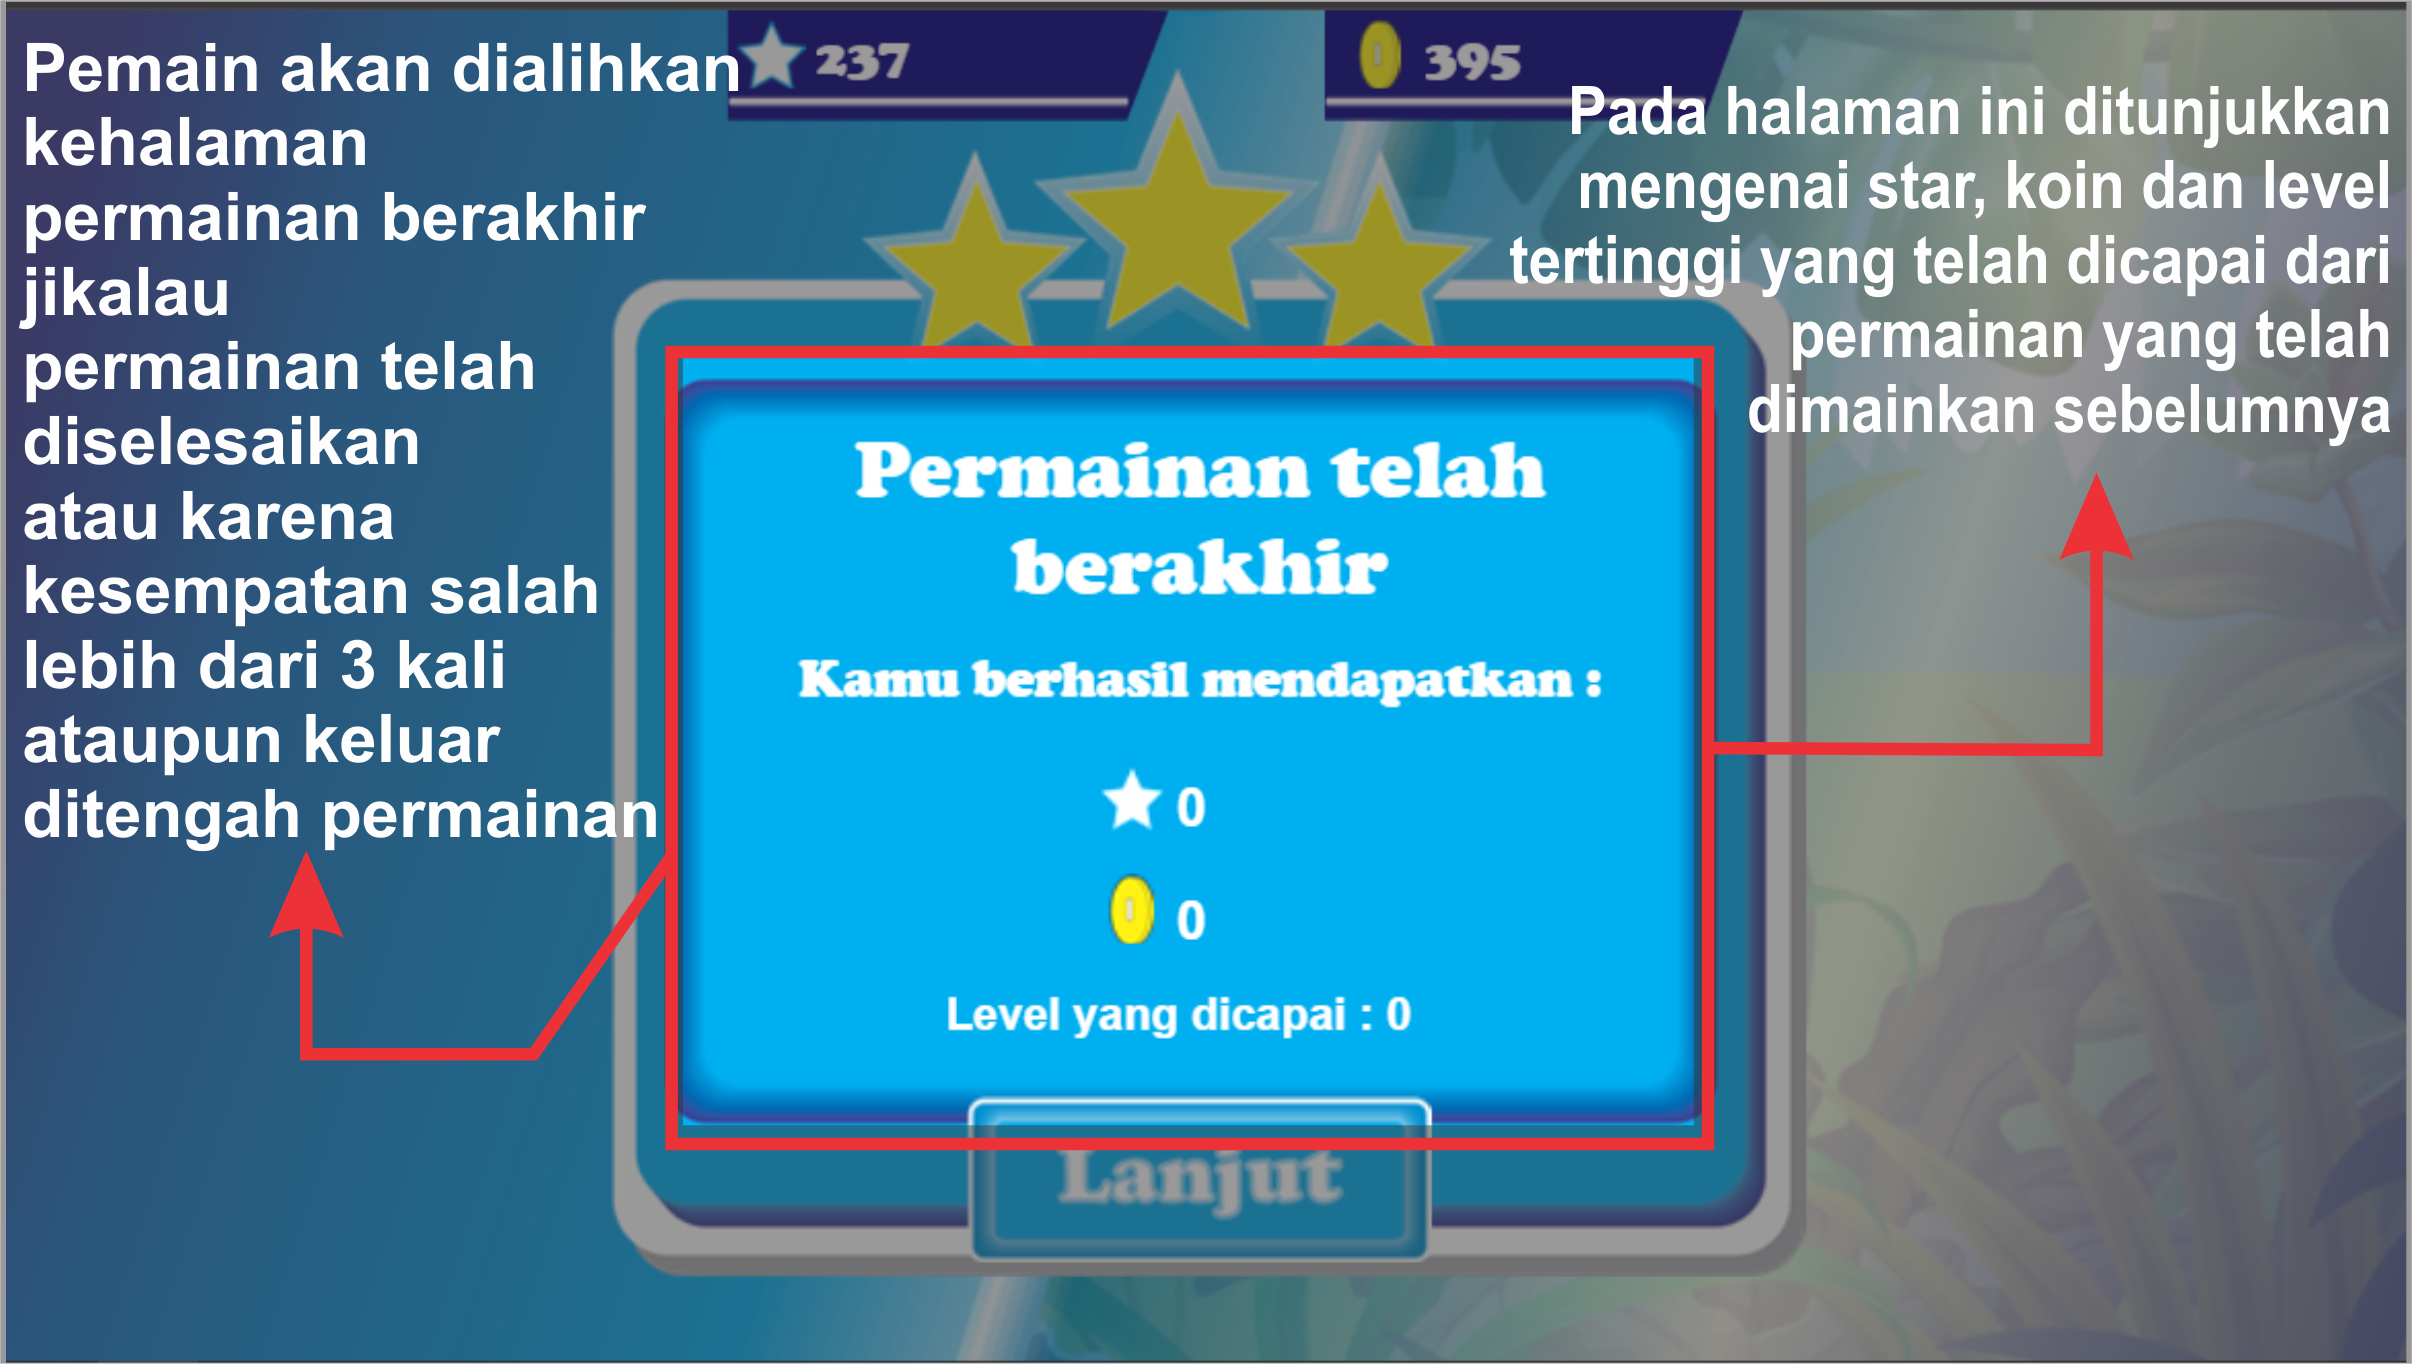 Pemain akan dialihkan
kehalaman
permainan berakhir
jikalau
permainan telah
diselesaikan
atau karena
kesempatan salah
lebih dari 3 kali
ataupun keluar
ditengah permainan
237
395
Pada halaman ini ditunjukkan
mengenai star, koin dan level
tertinggi yang telah dicapai dari
permainan yang telah
dimainkan sebelumnya
Permainan telah
berakhir
Kamu berhasil mendapatkan :
0
0
Level yang dicapai : 0
Lanjut